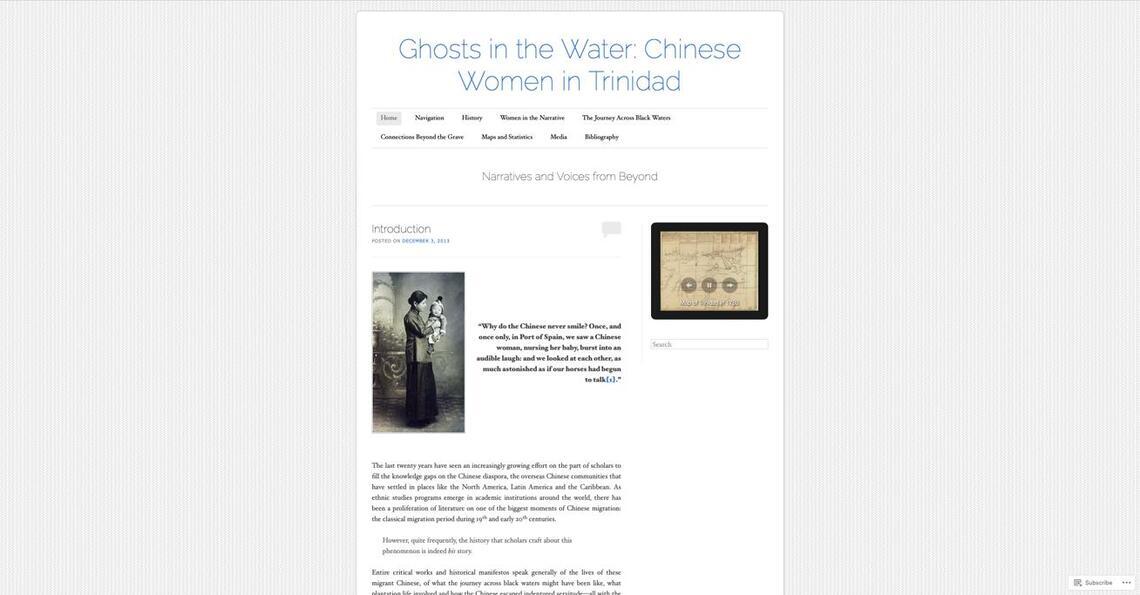 Ghosts in the Water: Chinese
Women in Trinidad
Home Navigation History Women in the Narrative The Journey Across Black Waters
Connections Beyond the Grave Maps and Statistics Media Bibliography
Narratives and Voices from Beyond
Introduction
POSTED ON DECEMBER 3, 2013
“Why do the Chinese never smile? Once, and
once only, in Port of Spain, we saw a Chinese
woman, nursing her baby, burst into an
audible laugh: and we looked at each other, as
much astonished as if our horses had begun
to talk[1].”
Map of Trinidad
Search
The last twenty years have seen an increasingly growing effort on the part of scholars to
fill the knowledge gaps on the Chinese diaspora, the overseas Chinese communities that
have settled in places like the North America, Latin America and the Caribbean. As
ethnic studies programs emerge in academic institutions around the world, there has
been a proliferation of literature on one of the biggest moments of Chinese migration:
the classical migration period during 19th and early 20th centuries.
However, quite frequently, the history that scholars craft about this
phenomenon is indeed his story.
Entire critical works and historical manifestos speak generally of the lives of these
migrant Chinese, of what the journey across black waters might have been like, what
plantation life involved and how the Chinese escaped indentured servitude—all with the
Subscribe